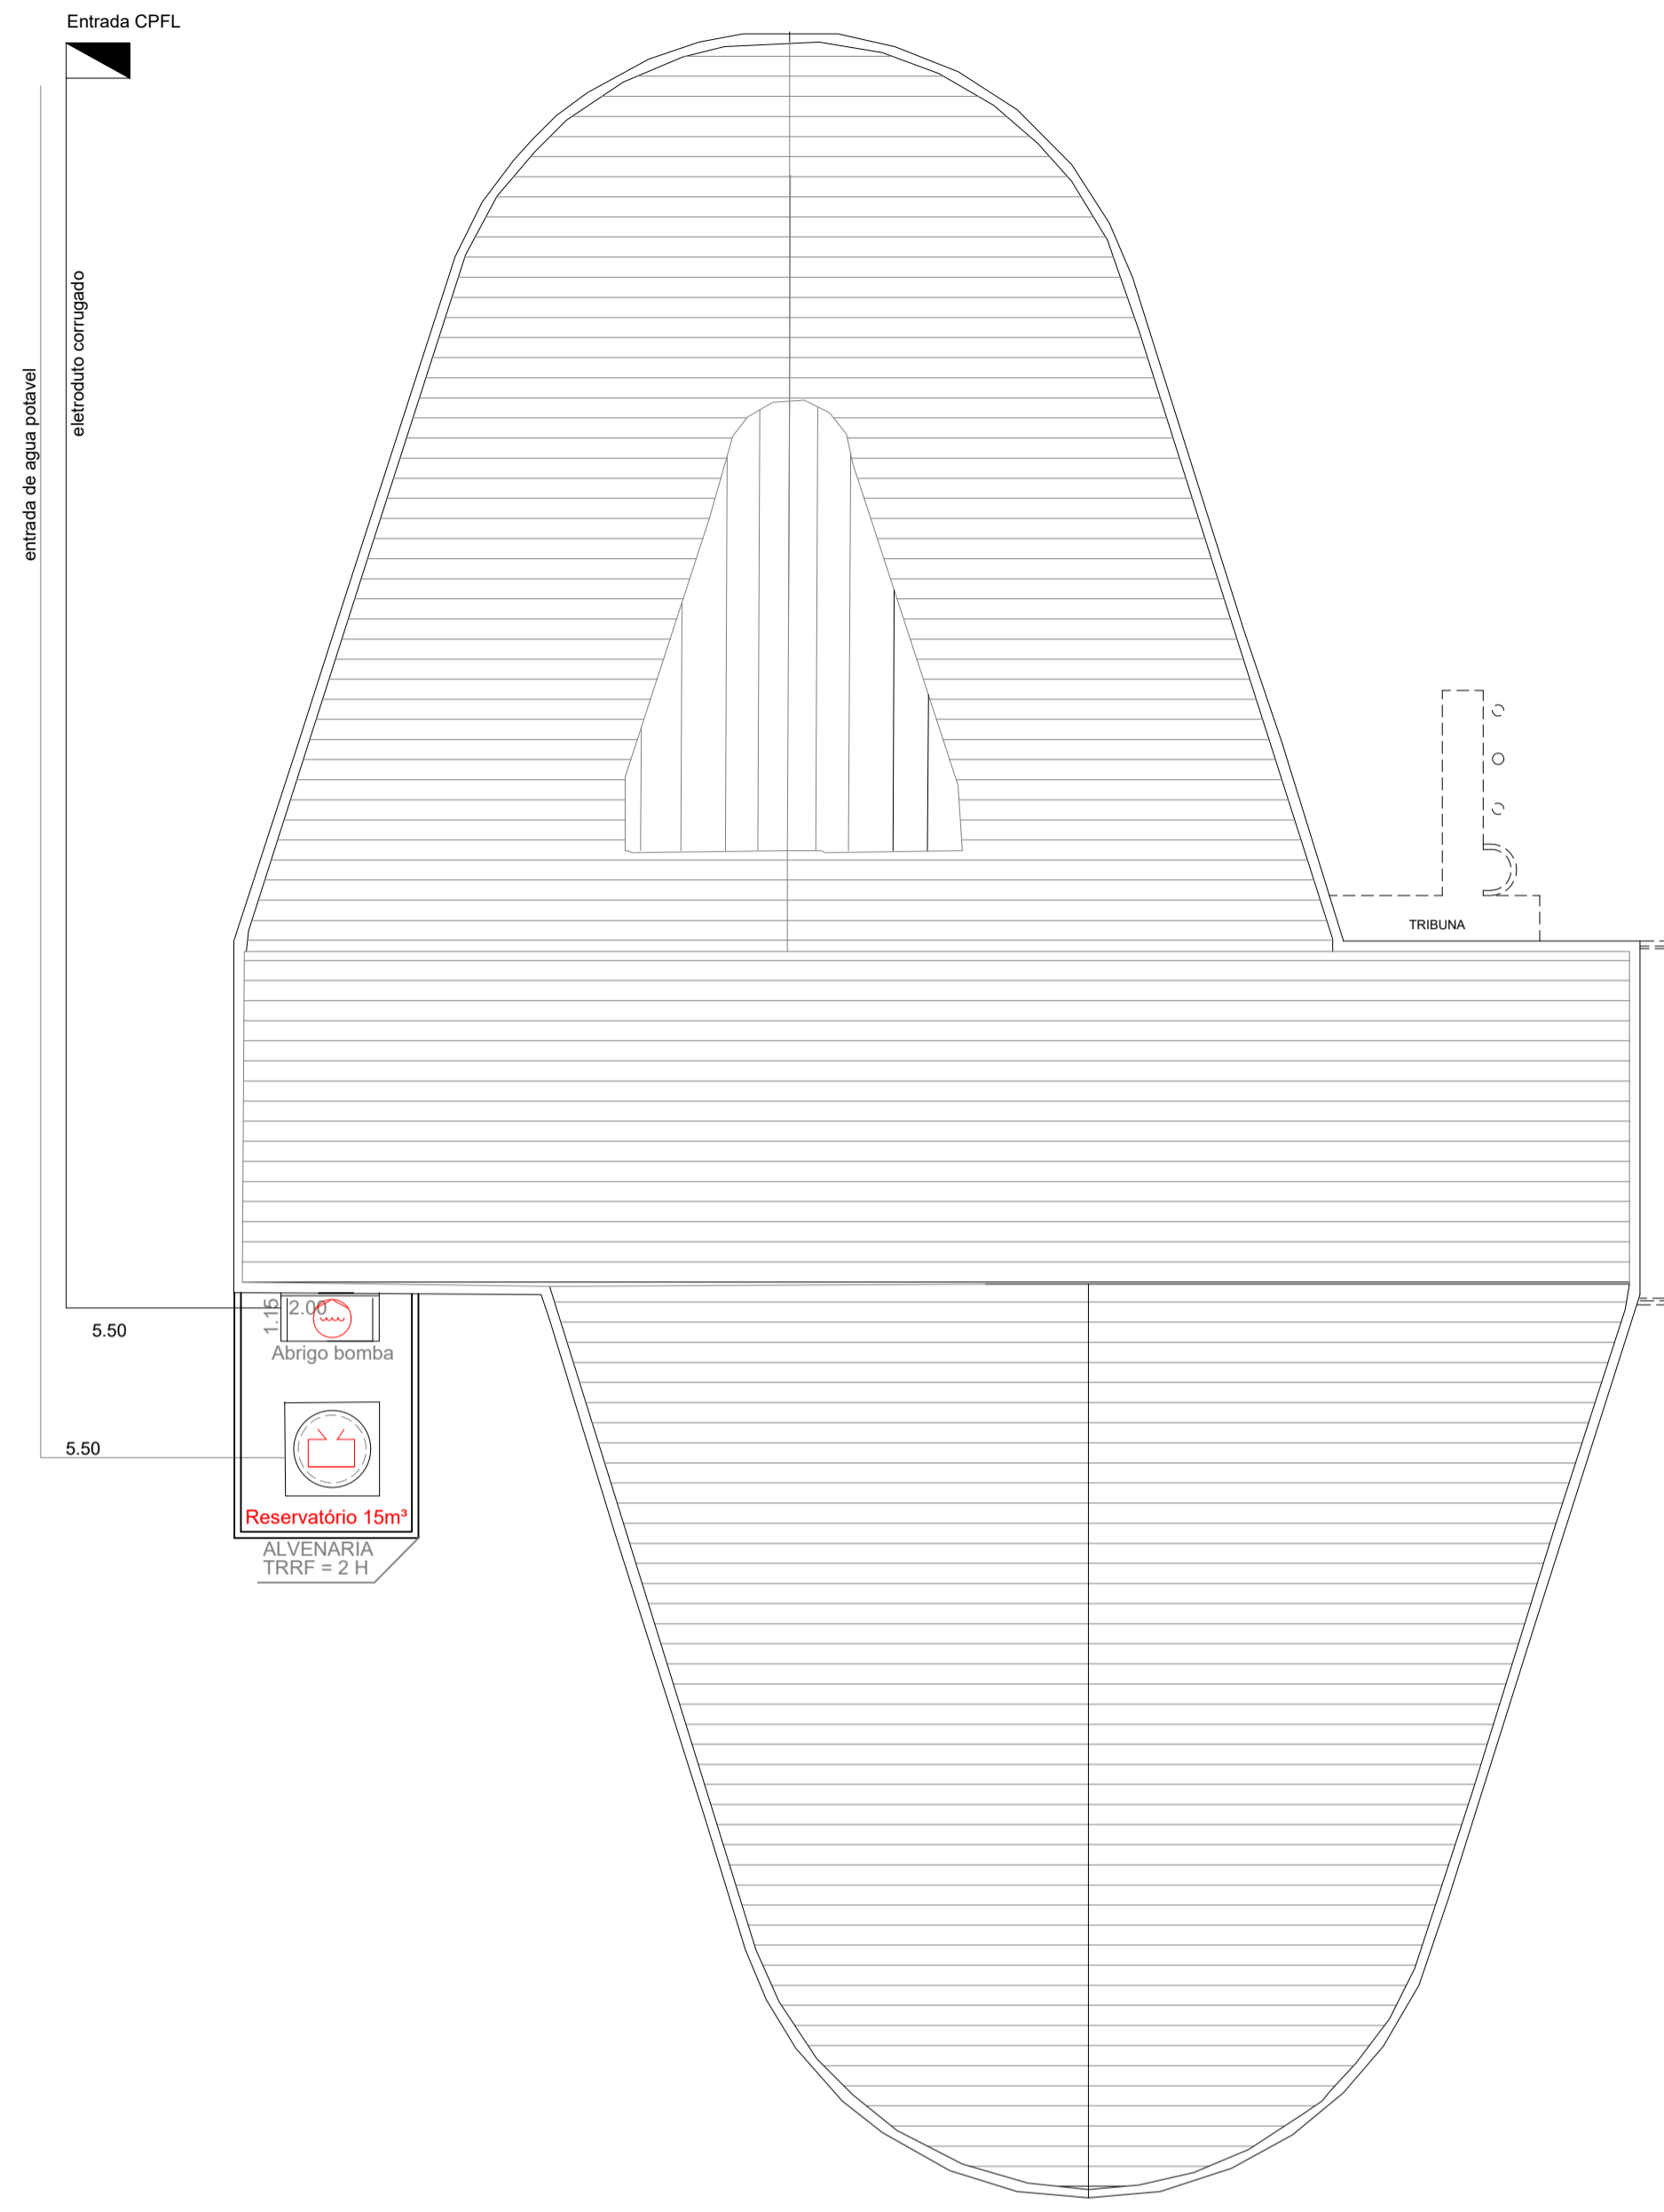 Entrada CPFL
eletroduto corrugado
entrada de agua potavel
TRIBUNA
1.15
2.00
5.50
Abrigo bomba
5.50
Reservatório 15m³
ALVENARIA
TRRF = 2 H